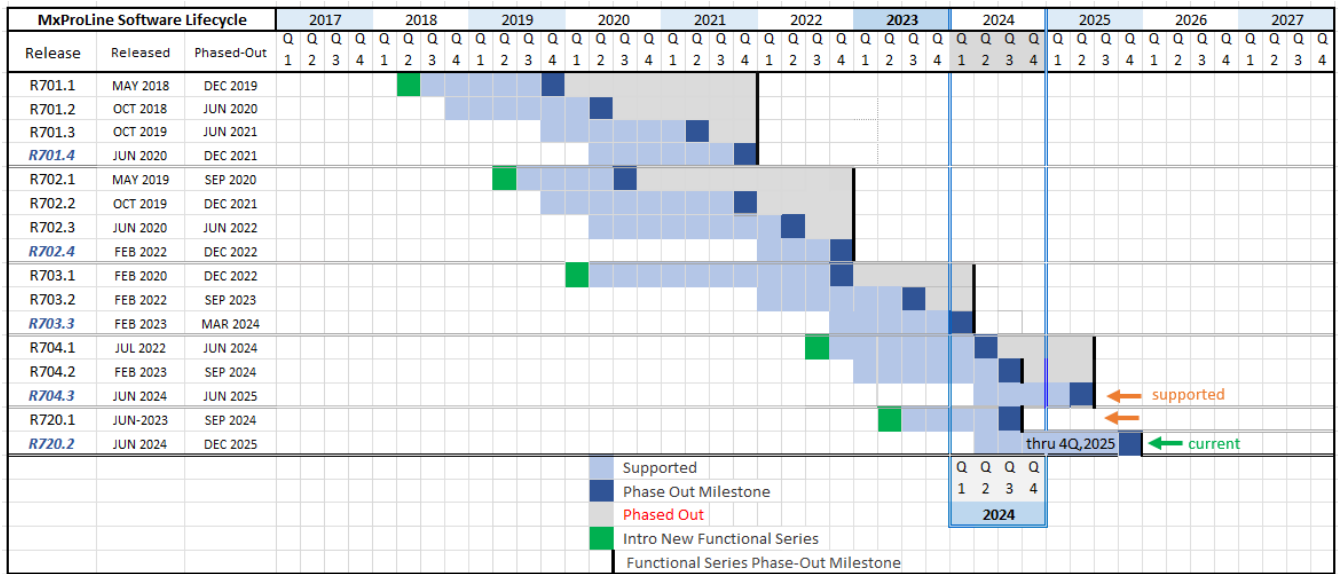 MxProLine Software Lifecycle 2017 2018 2019 2020 2021 2022 2023 2024 2025 2026 2027
Release Released Phased-Out Q Q Q Q Q Q Q Q Q Q Q Q Q Q Q Q Q Q Q Q Q Q Q Q Q Q Q Q Q Q Q Q Q Q Q Q Q Q Q Q Q Q Q Q
1 2 3 4 1 2 3 4 1 2 3 4 1 2 3 4 1 2 3 4 1 2 3 4 1 2 3 4 1 2 3 4 1 2 3 4 1 2 3 4 1 2 3 4
R701.1 MAY 2018 DEC 2019
R701.2 OCT 2018 JUN 2020
R701.3 OCT 2019 JUN 2021
R701.4 JUN 2020 DEC 2021
R702.1 MAY 2019 SEP 2020
R702.2 OCT 2019 DEC 2021
R702.3 JUN 2020 JUN 2022
R702.4 FEB 2022 DEC 2022
R703.1 FEB 2020 DEC 2022
R703.2 FEB 2022 SEP 2023
R703.3 FEB 2023 MAR 2024
R704.1 JUL 2022 JUN 2024
R704.2 FEB 2023 SEP 2024
R704.3 JUN 2024 JUN 2025 supported
R720.1 JUN-2023 SEP 2024
R720.2 JUN 2024 DEC 2025 thru 4Q,2025 current
Supported Q Q Q Q
Phase Out Milestone 1 2 3 4
Phased Out 2024
Intro New Functional Series
Functional Series Phase-Out Milestone